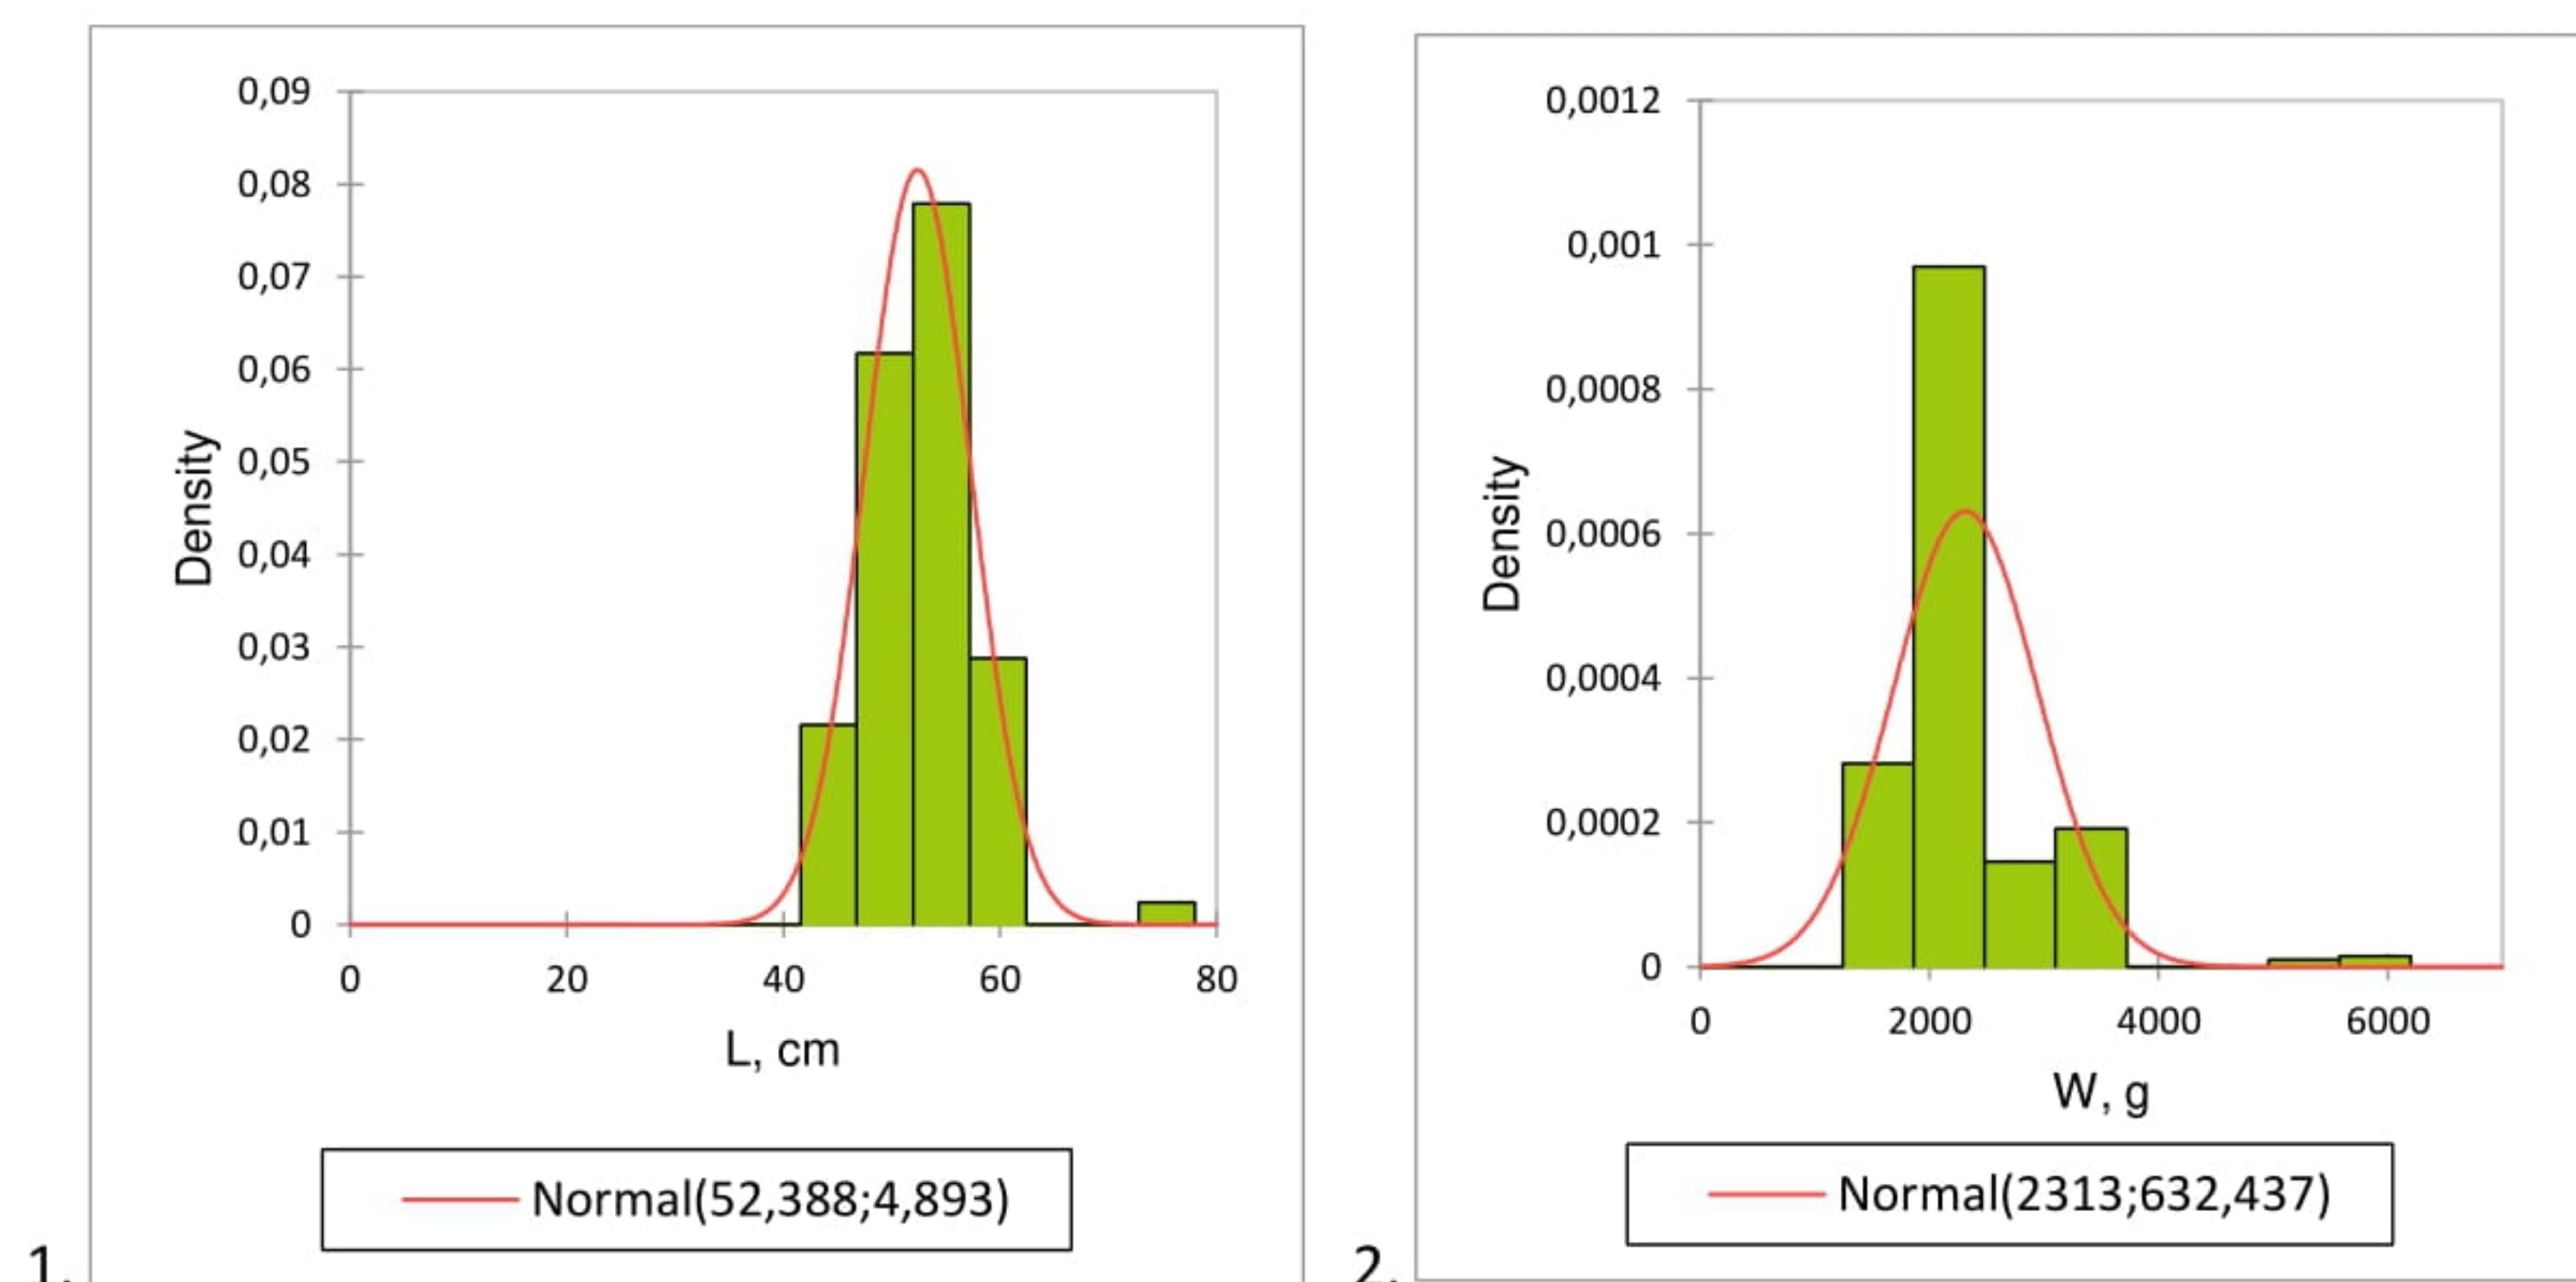 0,09
0,08
0,07
0,06
0,05
0,04
0,03
0,02
0,01
0
Density
0 20 40 60 80
L, cm
Normal(52,388;4,893)
1.
0,0012
0,001
0,0008
0,0006
0,0004
0,0002
0
Density
0 2000 4000 6000
W, g
Normal(2313;632,437)
2.